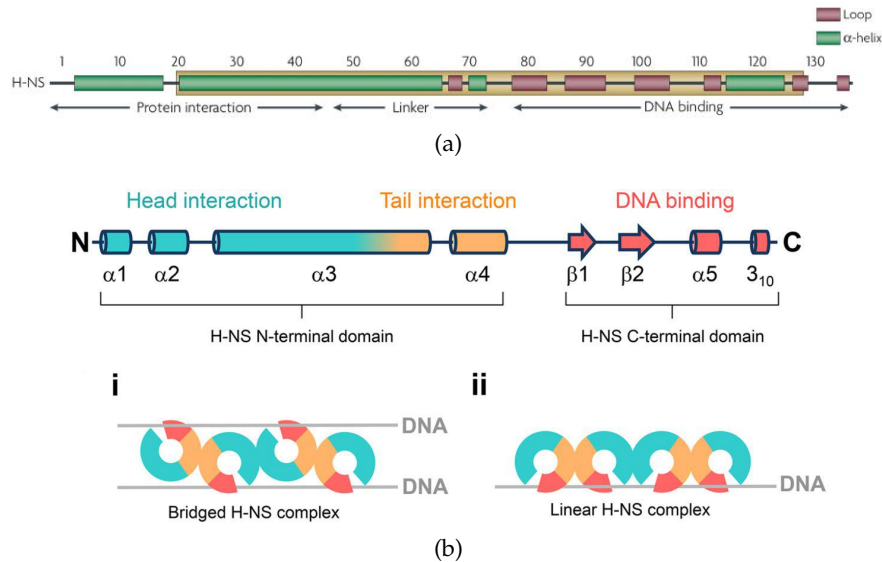 Loop
α-helix
1 10 20 30 40 50 60 70 80 90 100 110 120 130
H-NS
Protein interaction Linker DNA binding
(a)
Head interaction Tail interaction DNA binding
N C
α1 α2 α3 α4 β1 β2 α5 3₁₀
H-NS N-terminal domain H-NS C-terminal domain
i ii
DNA
DNA DNA
Bridged H-NS complex Linear H-NS complex
(b)